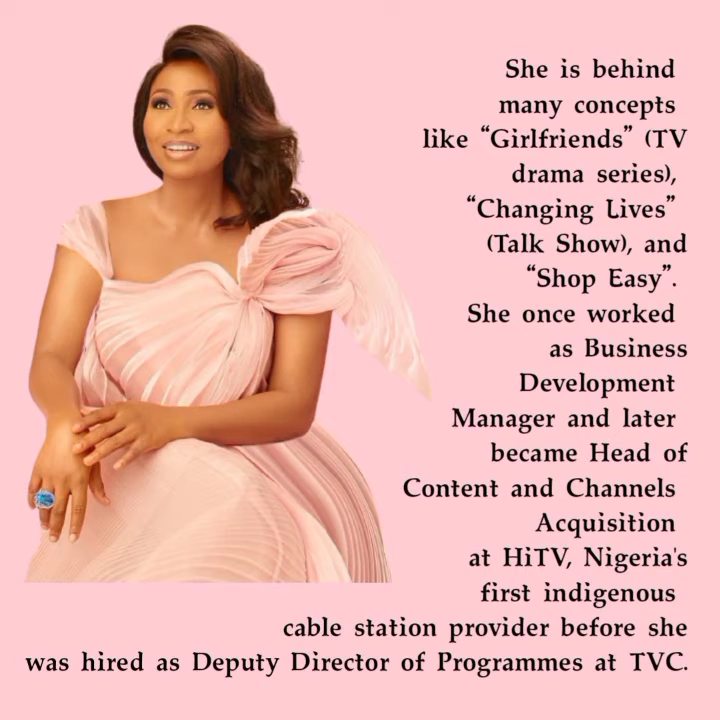 She is behind
many concepts
like “Girlfriends” (TV
drama series),
“Changing Lives”
(Talk Show), and
“Shop Easy”.
She once worked
as Business
Development
Manager and later
became Head of
Content and Channels
Acquisition
at HiTV, Nigeria's
first indigenous
cable station provider before she
was hired as Deputy Director of Programmes at TVC.